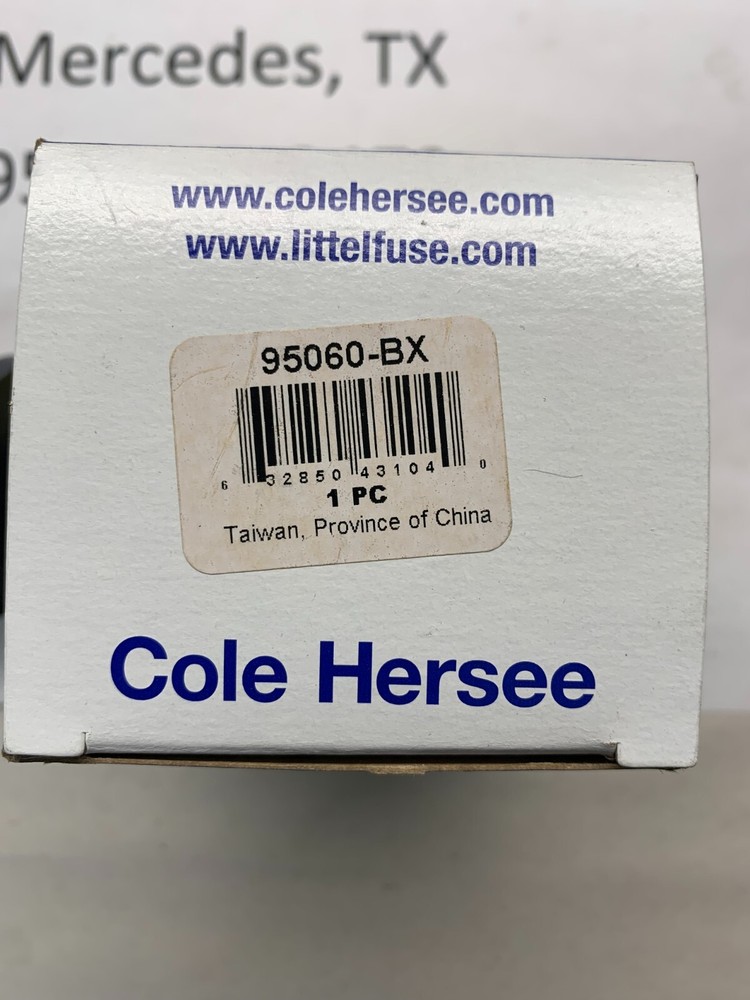 Mercedes, TX
95
www.colehersee.com
www.littelfuse.com
95060-BX
6 32850 43104 0
1 PC
Taiwan, Province of China
Cole Hersee